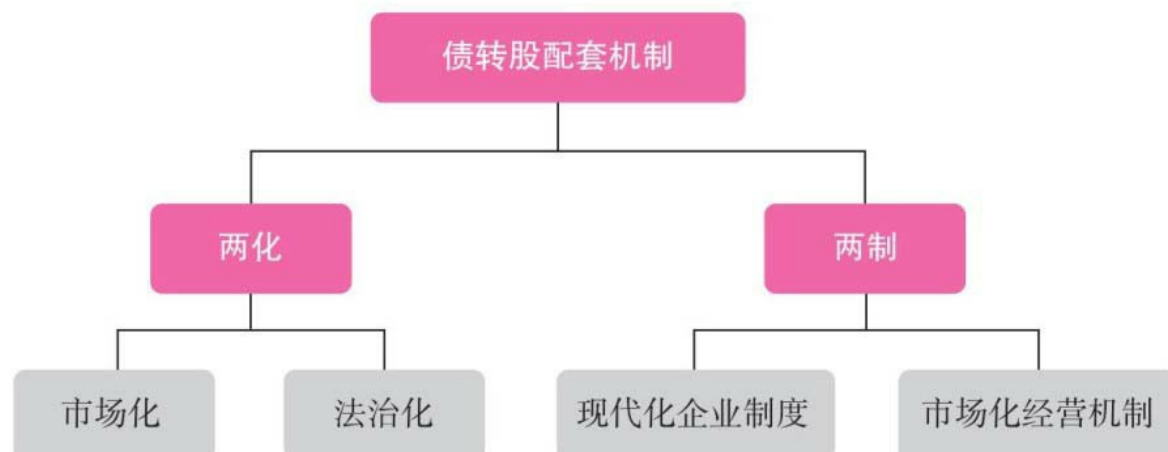 债转股配套机制
两化
两制
市场化
法治化
现代化企业制度
市场化经营机制